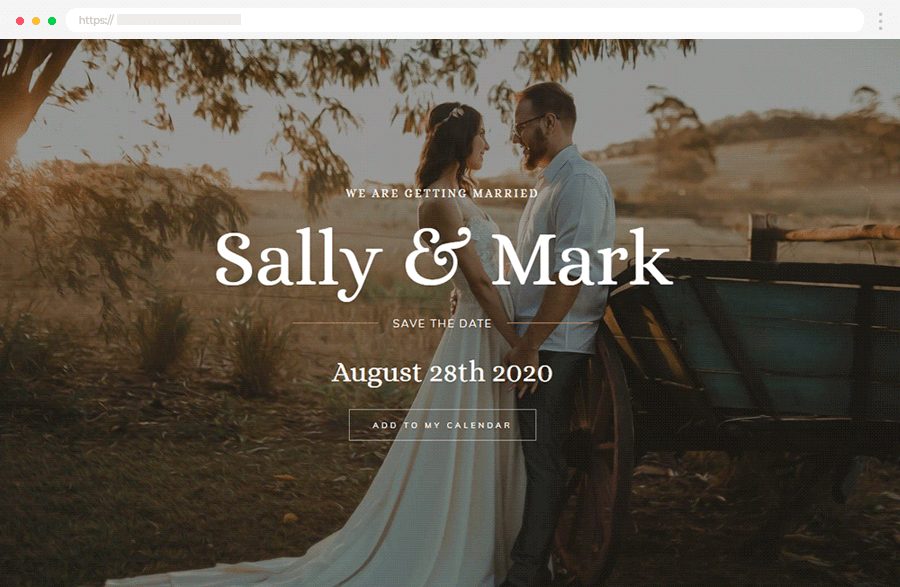 https://
WE ARE GETTING MARRIED
Sally & Mark
SAVE THE DATE
August 28th 2020
ADD TO MY CALENDAR